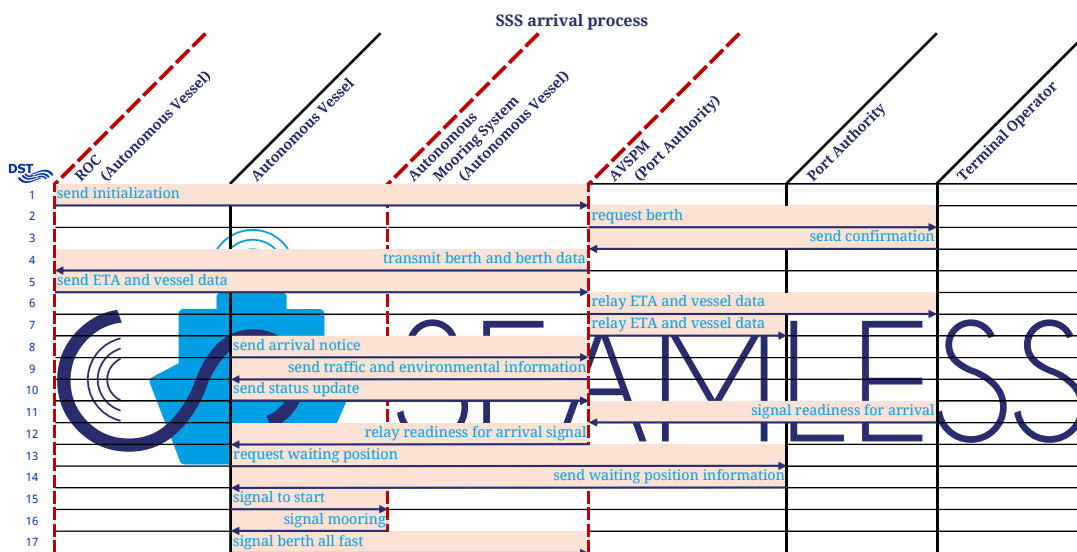 SSS arrival process
ROC
(Autonomous Vessel)
Autonomous Vessel
Autonomous
Mooring System
(Autonomous Vessel)
AVSPM
(Port Authority)
Port Authority
Terminal Operator
DST
1 send initialization
2 request berth
3 send confirmation
4 transmit berth and berth data
5 send ETA and vessel data
6 relay ETA and vessel data
7 relay ETA and vessel data
8 send arrival notice
9 send traffic and environmental information
10 send status update
11 signal readiness for arrival
12 relay readiness for arrival signal
13 request waiting position
14 send waiting position information
15 signal to start
16 signal mooring
17 signal berth all fast
SEAMLESS